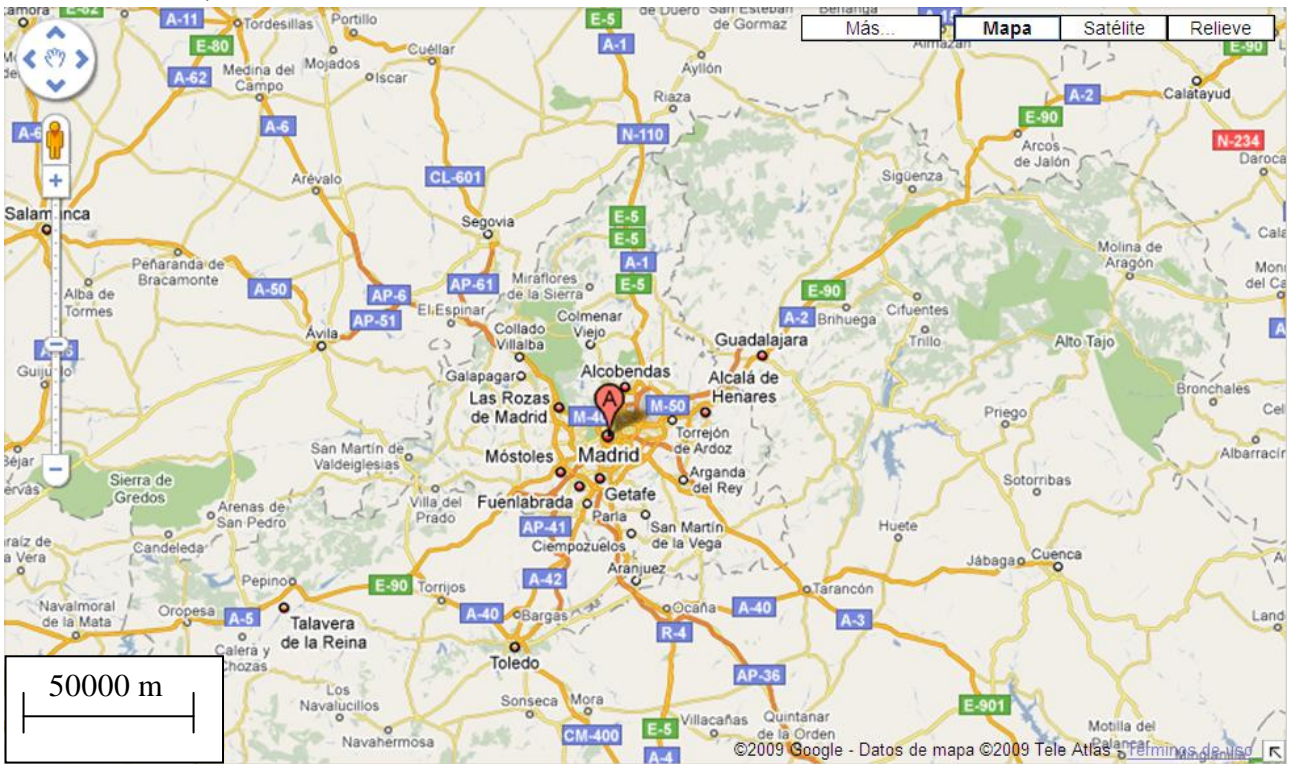 A-11
Tordesillas
Portillo
E-5
San Esteban
de Gormaz
Más...
Mapa
Satélite
Relieve
E-80
Cuéllar
A-1
Almazán
E-90
A-62
Medina del
Campo
Mojados
Iscar
Ayllón
Riaza
A-2
Calatayud
E-90
A-6
A-6
N-110
Arcos
de Jalón
N-234
Daroca
Arévalo
CL-601
Sigüenza
Salamanca
Segovia
E-5
E-5
A-1
E-5
Molina de
Aragón
Peñaranda de
Bracamonte
A-50
AP-6
AP-61
Miraflores
de la Sierra
E-90
Alba de
Tormes
AP-51
El Espinar
Colmenar
Viejo
A-2
Brihuega
Cifuentes
Trillo
Ávila
Collado
Villalba
Guadalajara
Alto Tajo
Galapagar
Alcobendas
Alcalá de
Henares
Bronchales
Las Rozas
de Madrid
A
M-50
Priego
Torrejón
de Ardoz
San Martín de
Valdeiglesias
Móstoles
Madrid
Albarracín
Sierra de
Gredos
Arganda
del Rey
Sotorribas
Arenas de
San Pedro
Villa del
Prado
Fuenlabrada
Getafe
Parla
AP-41
San Martín
de la Vega
Huete
Candeleda
Ciempozuelos
Jábaga
Cuenca
Aranjuez
Pepino
E-90
Torrijos
A-42
Tarancón
Navalmoral
de la Mata
Oropesa
A-5
Talavera
de la Reina
A-40
Bargas
Ocaña
A-40
A-3
R-4
Calera y
Chozas
Toledo
AP-36
50000 m
Los
Navalucillos
Sonseca
Mora
E-901
Navahermosa
CM-400
E-5
A-4
Villacañas
Quintanar
de la Orden
Motilla del
Palancar
©2009 Google - Datos de mapa ©2009 Tele Atlas - Términos de uso